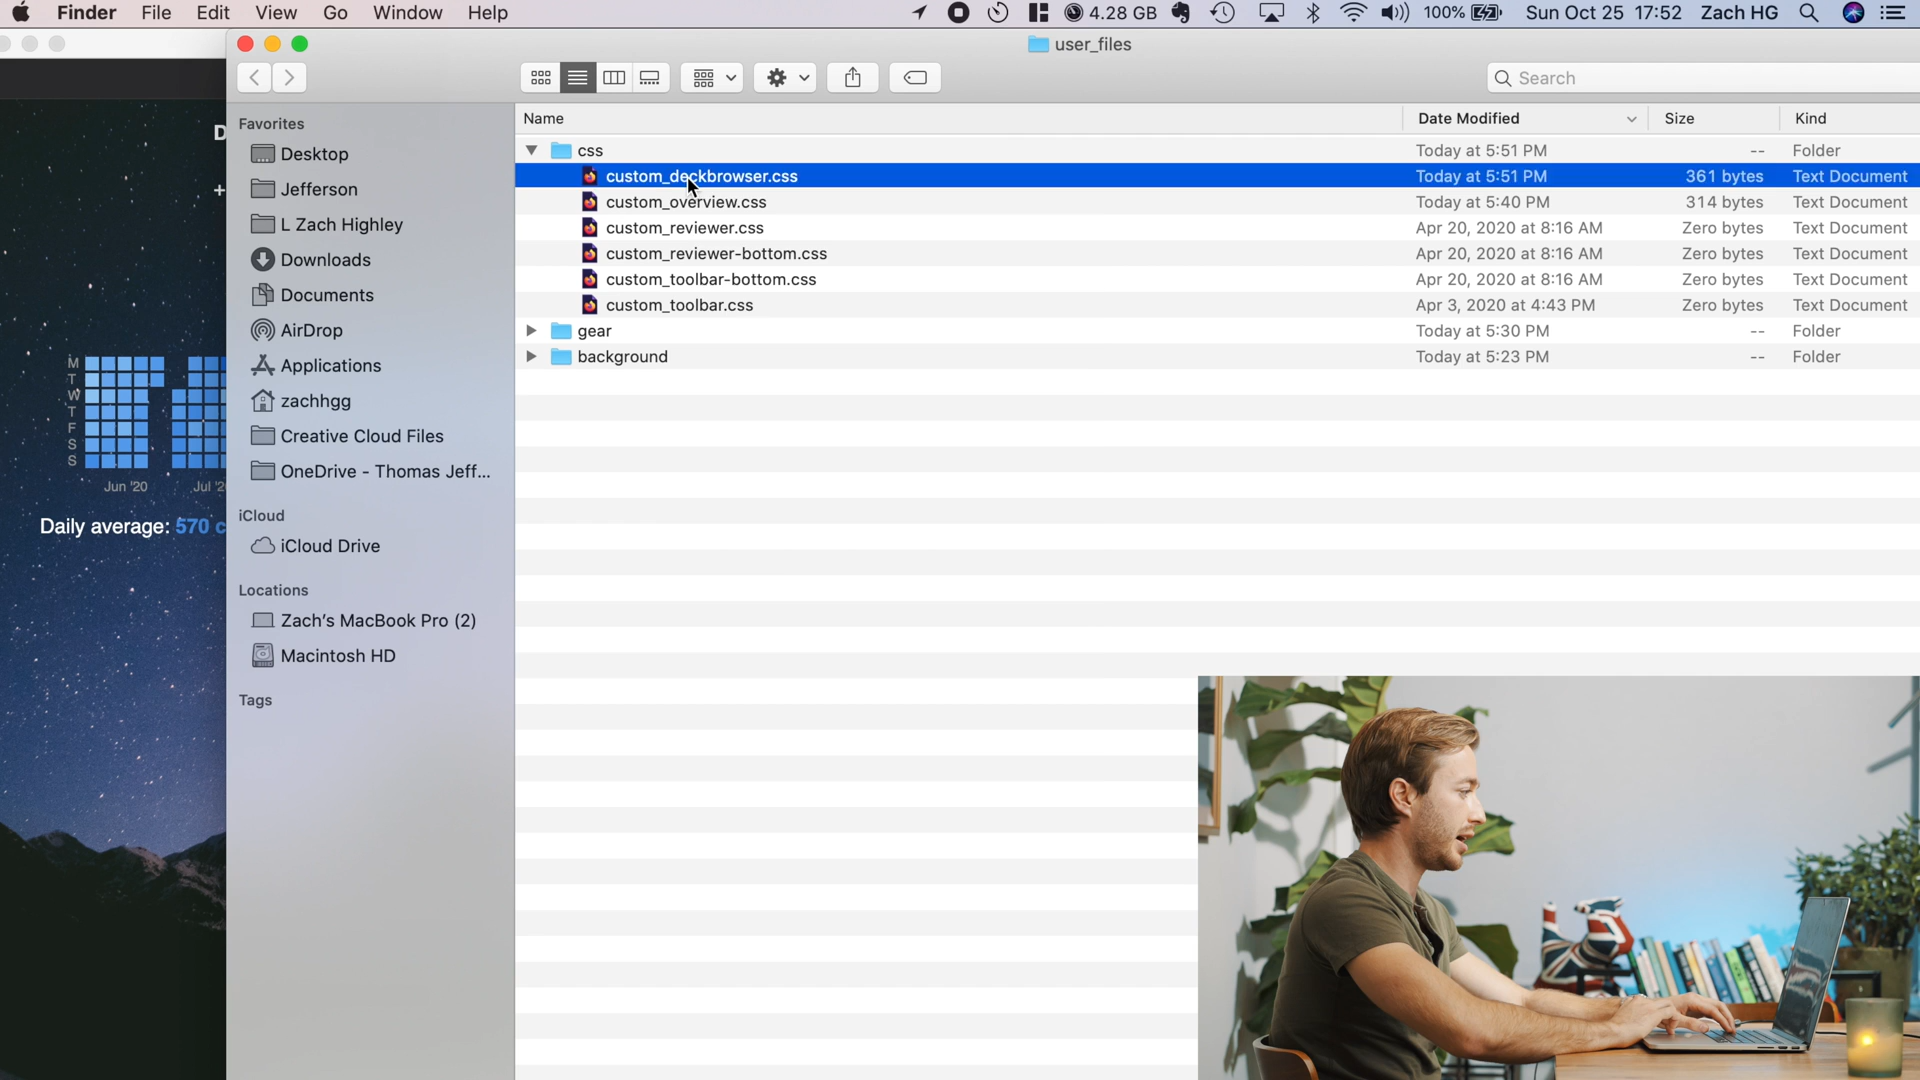 Finder File Edit View Go Window Help 4.28 GB 100% Sun Oct 25 17:52 Zach HG
user_files
Search
Favorites
Desktop
Jefferson
L Zach Highley
Downloads
Documents
AirDrop
Applications
zachhgg
Creative Cloud Files
OneDrive - Thomas Jeff...
iCloud
iCloud Drive
Locations
Zach's MacBook Pro (2)
Macintosh HD
Tags
Name Date Modified Size Kind
css Today at 5:51 PM -- Folder
custom_deckbrowser.css Today at 5:51 PM 361 bytes Text Document
custom_overview.css Today at 5:40 PM 314 bytes Text Document
custom_reviewer.css Apr 20, 2020 at 8:16 AM Zero bytes Text Document
custom_reviewer-bottom.css Apr 20, 2020 at 8:16 AM Zero bytes Text Document
custom_toolbar-bottom.css Apr 20, 2020 at 8:16 AM Zero bytes Text Document
custom_toolbar.css Apr 3, 2020 at 4:43 PM Zero bytes Text Document
gear Today at 5:30 PM -- Folder
background Today at 5:23 PM -- Folder
D
+
M
T
W
T
F
S
S
Jun '20 Jul '2
Daily average: 570 c